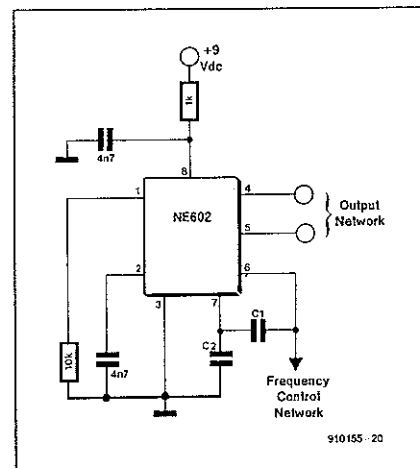 +9
Vdc
1k
4n7
8
1
4
NE602
5
Output
Network
2
6
3
7
C1
10k
4n7
C2
Frequency
Control
Network
910155 - 20